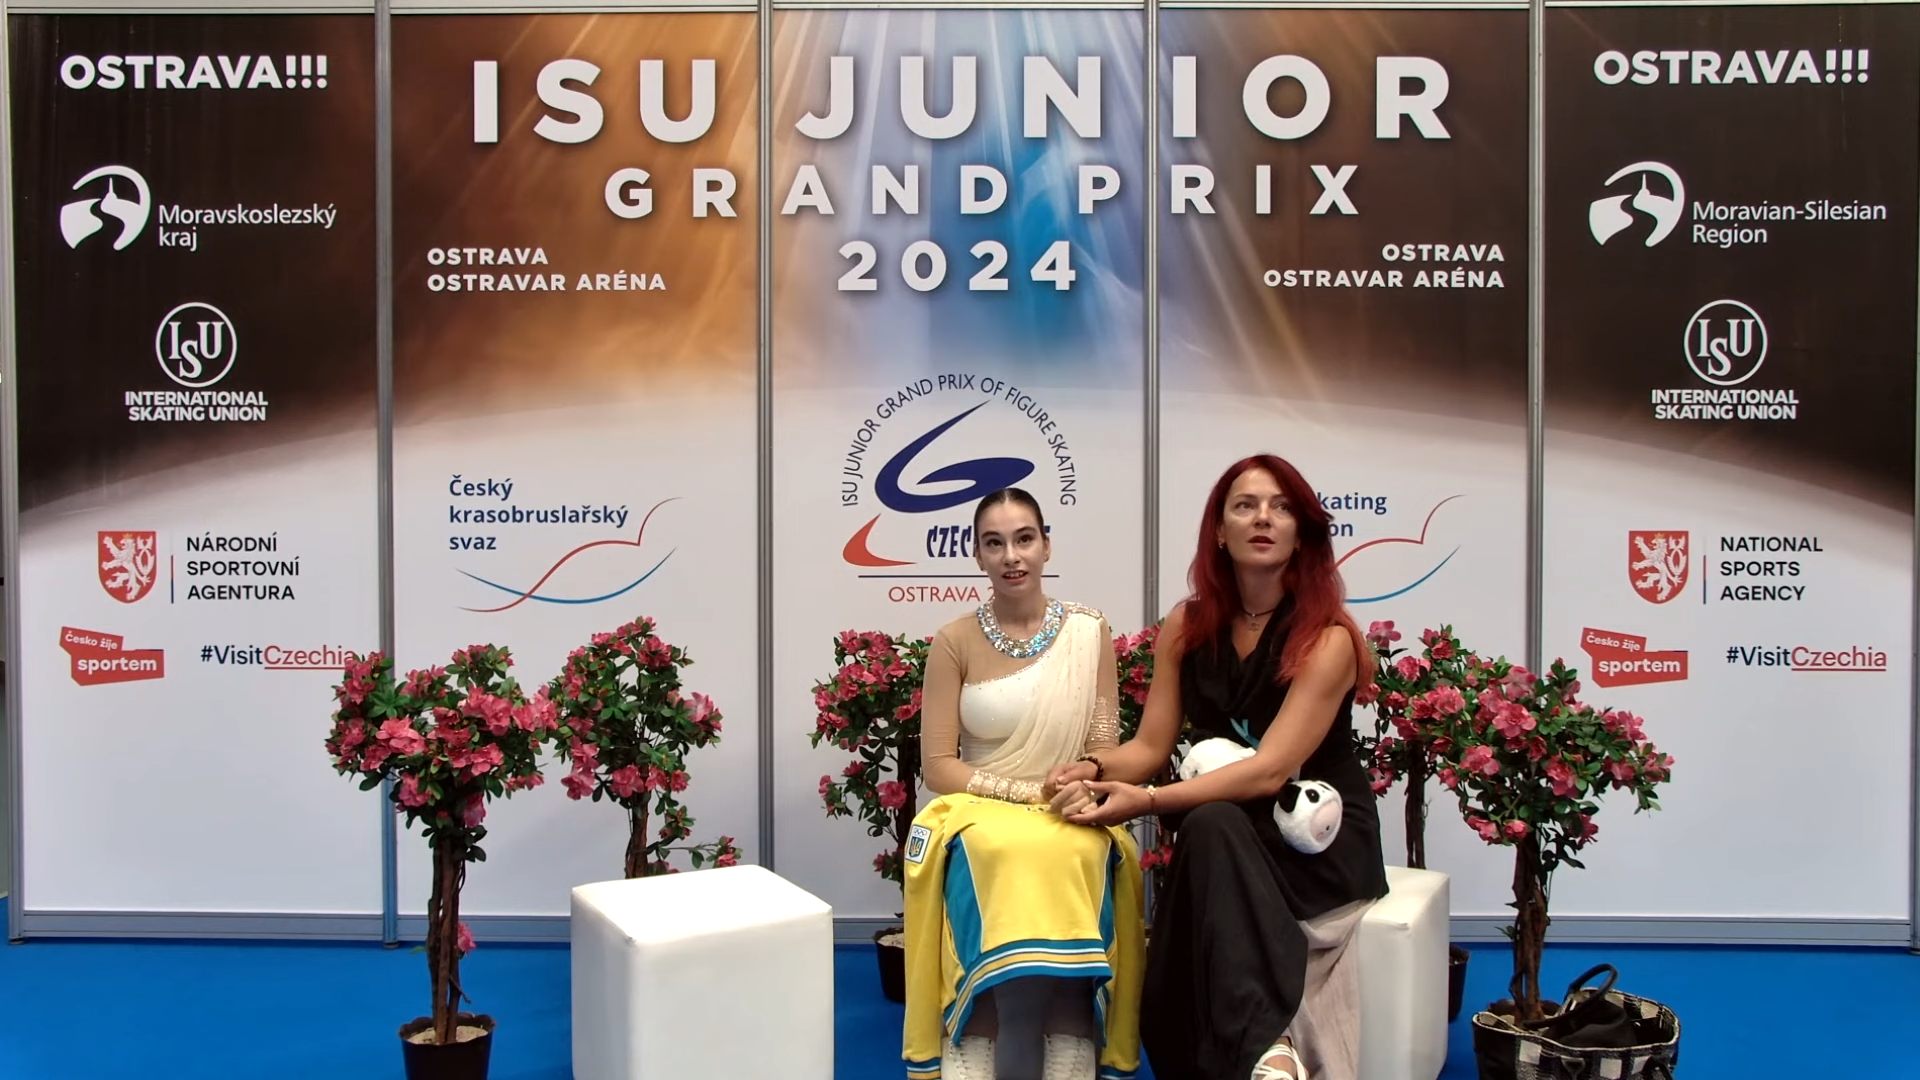 OSTRAVA!!!
Moravskoslezský
kraj
ISU
INTERNATIONAL
SKATING UNION
NÁRODNÍ
SPORTOVNÍ
AGENTURA
Česko žije
sportem
#VisitCzechia
ISU JUNIOR
GRAND PRIX
2024
OSTRAVA
OSTRAVAR ARÉNA
OSTRAVA
OSTRAVAR ARÉNA
Český
krasobruslařský
svaz
ISU JUNIOR GRAND PRIX OF FIGURE SKATING
OSTRAVA
OSTRAVA!!!
Moravian-Silesian
Region
ISU
INTERNATIONAL
SKATING UNION
NATIONAL
SPORTS
AGENCY
Česko žije
sportem
#VisitCzechia